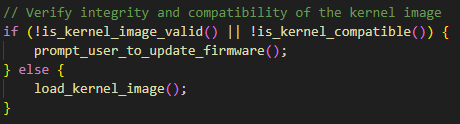 // Verify integrity and compatibility of the kernel image
if (!is_kernel_image_valid() || !is_kernel_compatible()) {
    prompt_user_to_update_firmware();
} else {
    load_kernel_image();
}